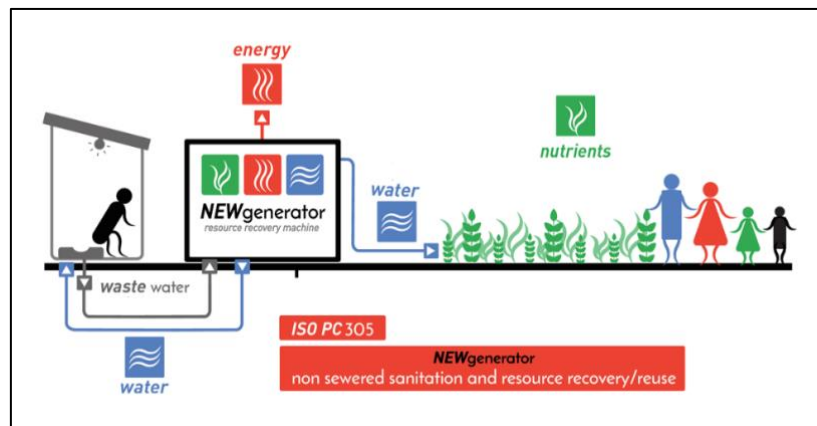 energy
nutrients
water
NEWgenerator
resource recovery machine
waste water
water
ISO PC 305
NEWgenerator
non sewered sanitation and resource recovery/reuse